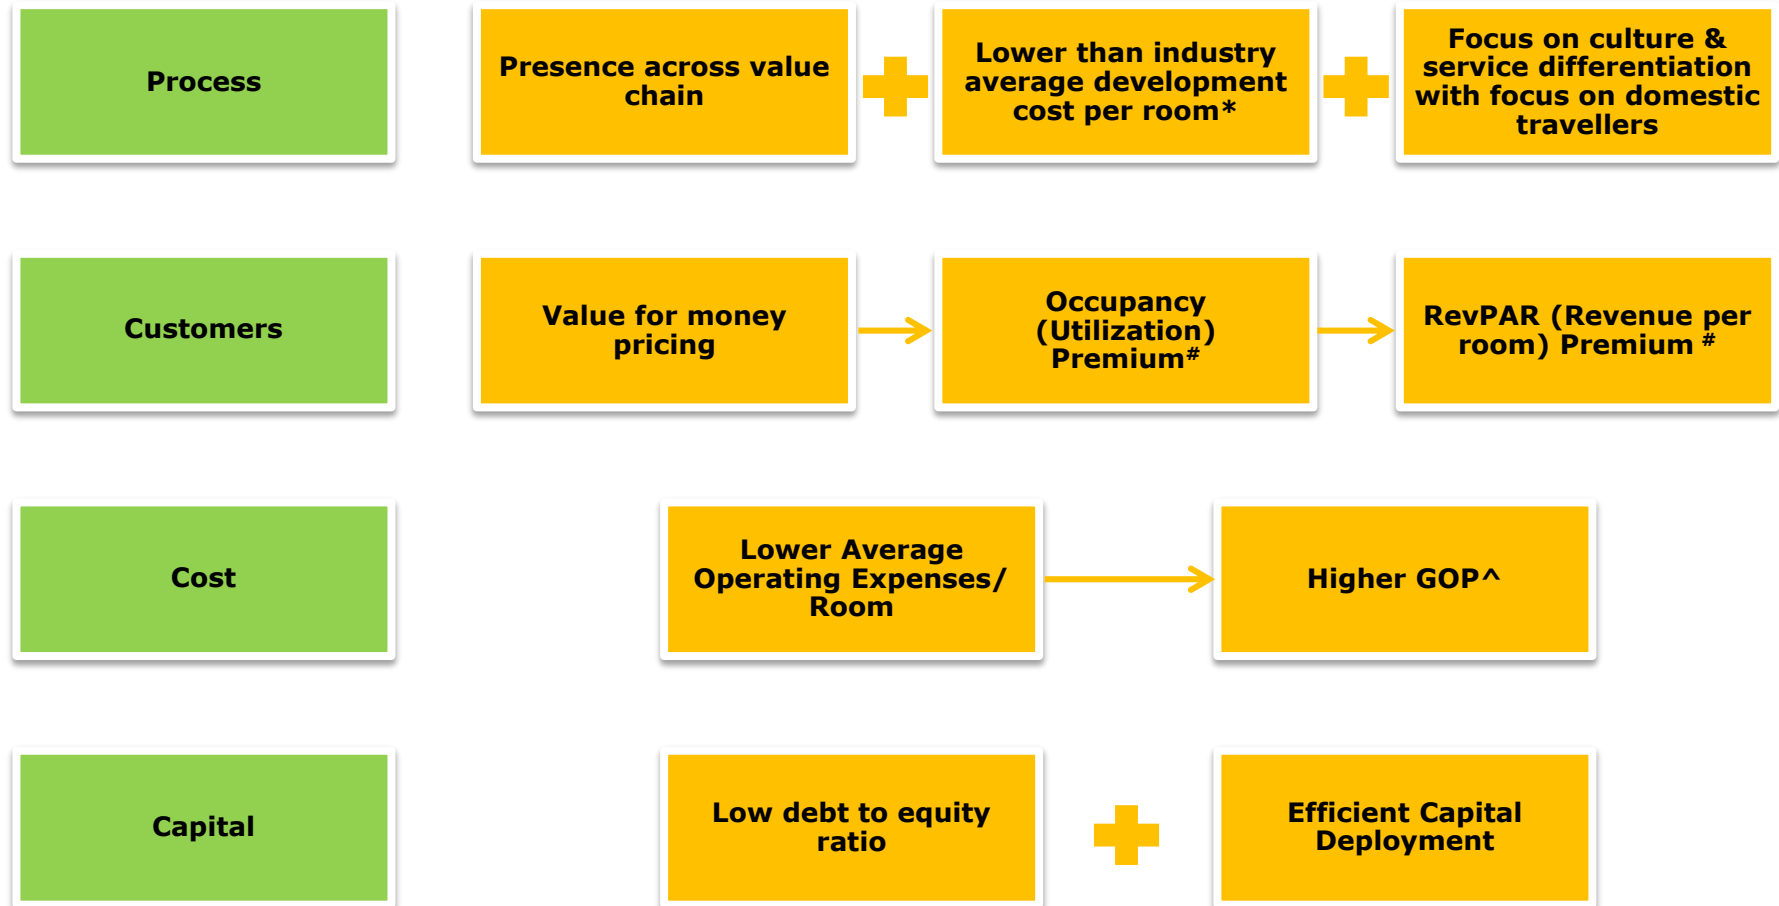 Process
Presence across value
chain
Lower than industry
average development
cost per room*
Focus on culture &
service differentiation
with focus on domestic
travellers
Customers
Value for money
pricing
Occupancy
(Utilization)
Premium#
RevPAR (Revenue per
room) Premium #
Cost
Lower Average
Operating Expenses/
Room
Higher GOP^
Capital
Low debt to equity
ratio
Efficient Capital
Deployment